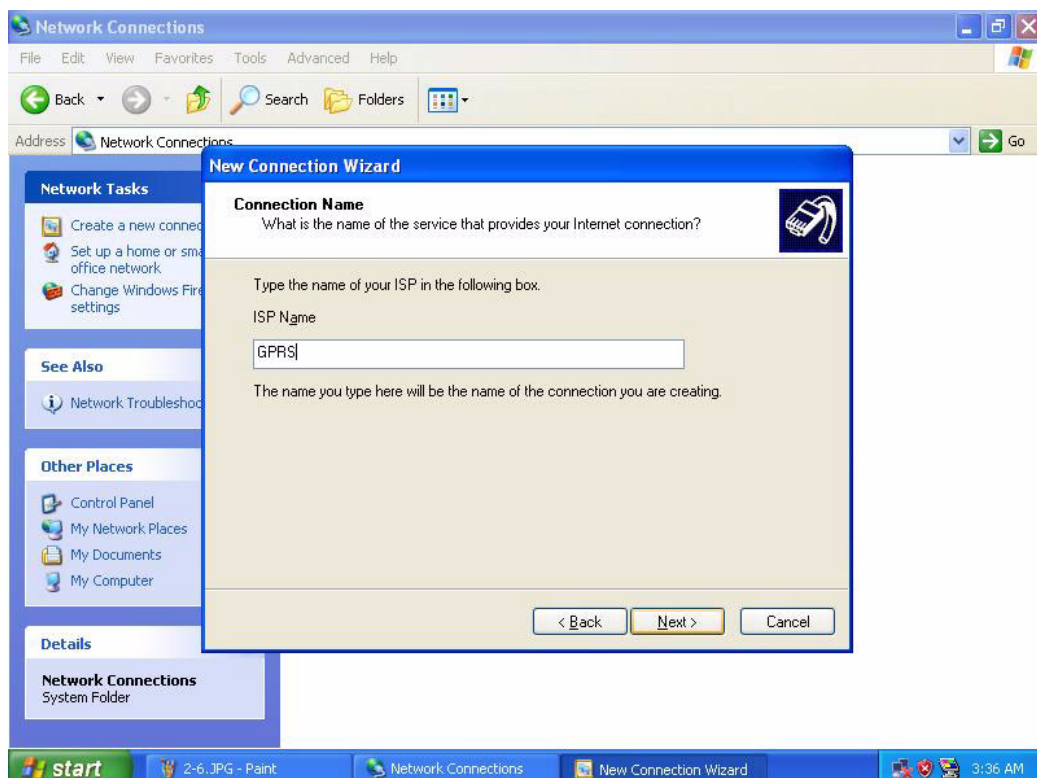 Network Connections
File Edit View Favorites Tools Advanced Help
Back Search Folders
Address Network Connections Go
New Connection Wizard
Connection Name
What is the name of the service that provides your Internet connection?
Type the name of your ISP in the following box.
ISP Name
GPRS
The name you type here will be the name of the connection you are creating.
< Back Next > Cancel
Network Tasks
Create a new connec
Set up a home or sma
office network
Change Windows Fire
settings
See Also
Network Troubleshoo
Other Places
Control Panel
My Network Places
My Documents
My Computer
Details
Network Connections
System Folder
start 2-6.JPG - Paint Network Connections New Connection Wizard 3:36 AM